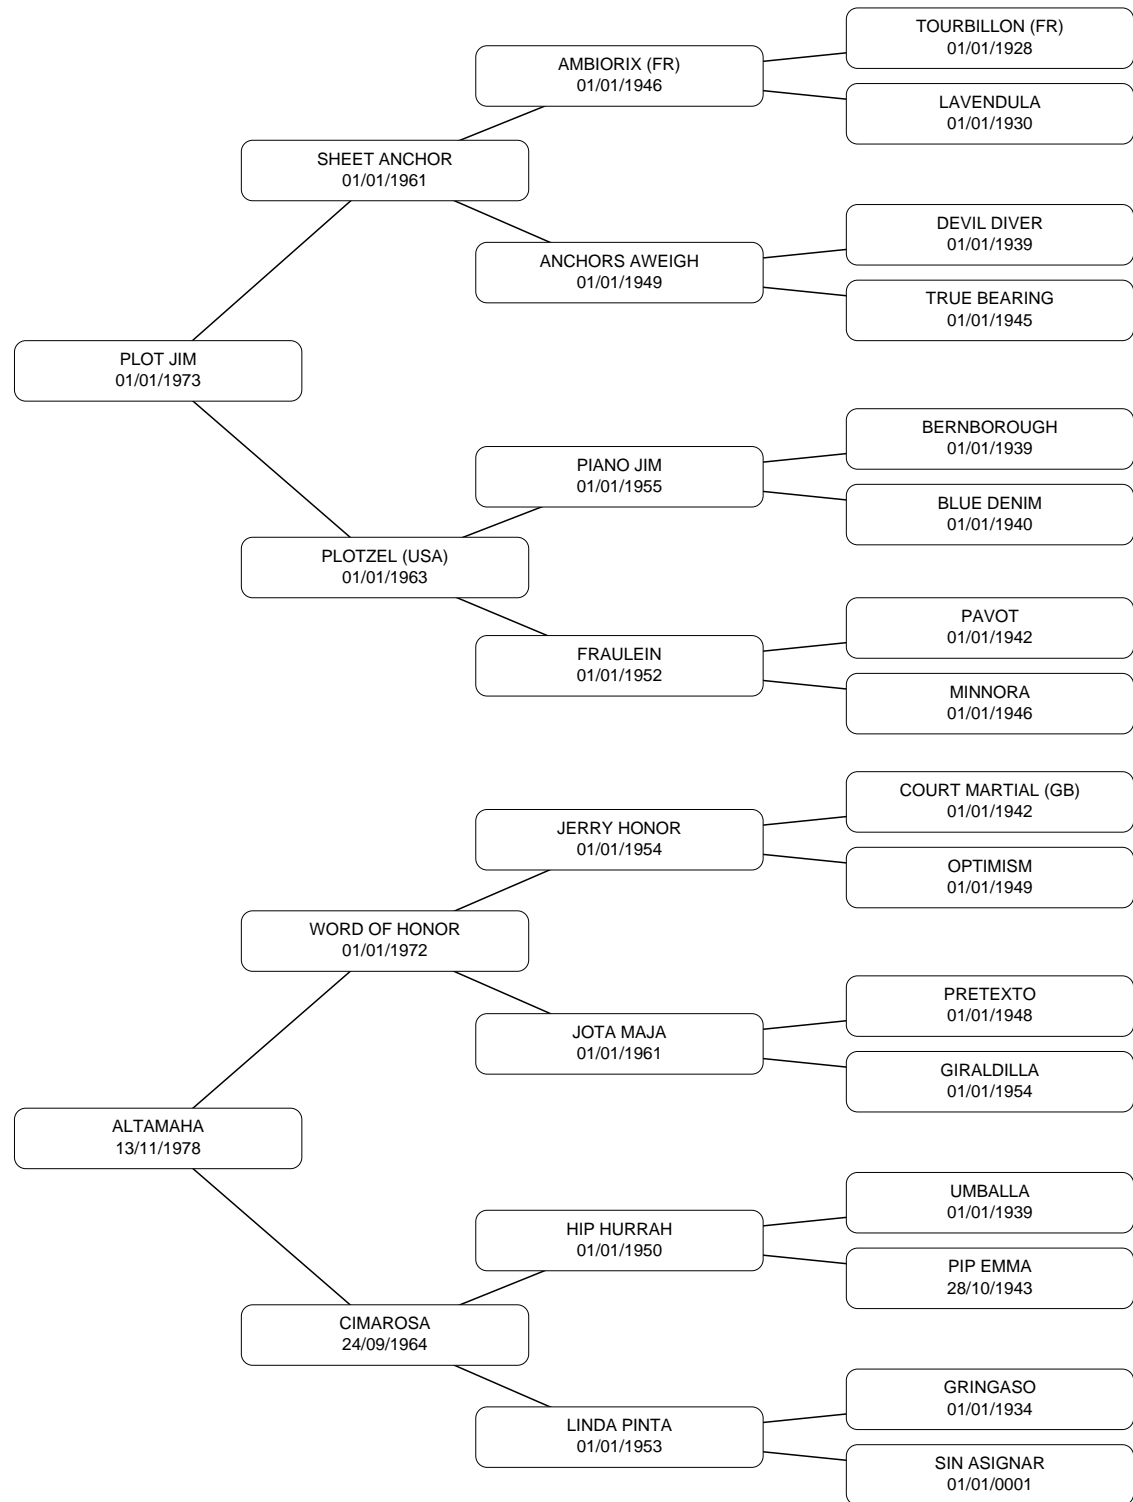 TOURBILLON (FR)
01/01/1928
AMBIORIX (FR)
01/01/1946
LAVENDULA
01/01/1930
SHEET ANCHOR
01/01/1961
DEVIL DIVER
01/01/1939
ANCHORS AWEIGH
01/01/1949
TRUE BEARING
01/01/1945
PLOT JIM
01/01/1973
BERNBOROUGH
01/01/1939
PIANO JIM
01/01/1955
BLUE DENIM
01/01/1940
PLOTZEL (USA)
01/01/1963
PAVOT
01/01/1942
FRAULEIN
01/01/1952
MINNORA
01/01/1946
COURT MARTIAL (GB)
01/01/1942
JERRY HONOR
01/01/1954
OPTIMISM
01/01/1949
WORD OF HONOR
01/01/1972
PRETEXTO
01/01/1948
JOTA MAJA
01/01/1961
GIRALDILLA
01/01/1954
ALTAMAHA
13/11/1978
UMBALLA
01/01/1939
HIP HURRAH
01/01/1950
PIP EMMA
28/10/1943
CIMAROSA
24/09/1964
GRINGASO
01/01/1934
LINDA PINTA
01/01/1953
SIN ASIGNAR
01/01/0001